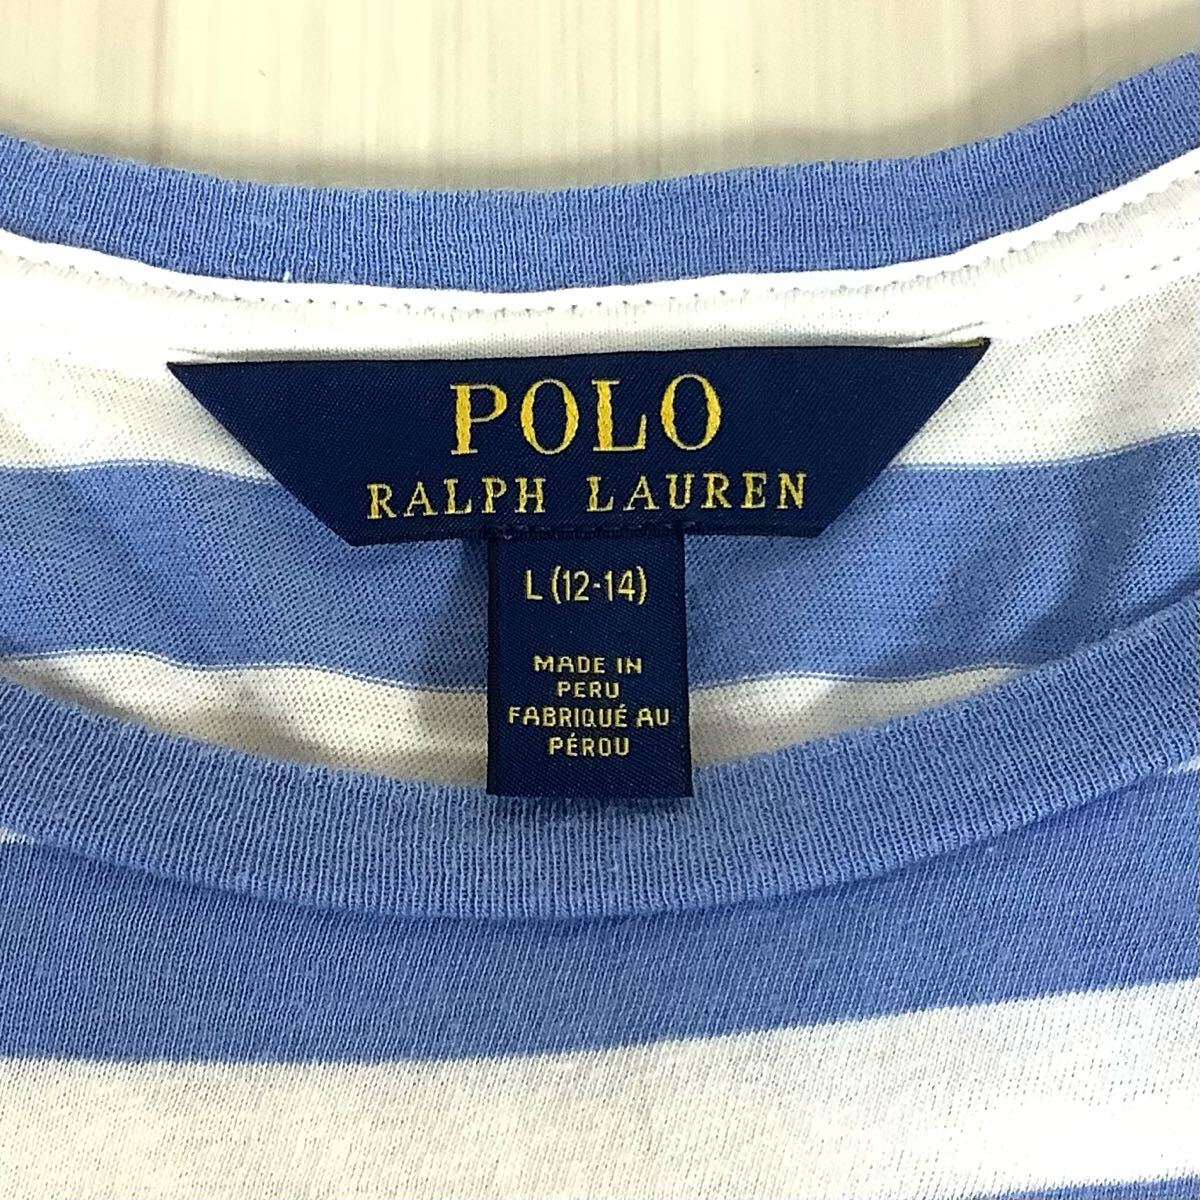 POLO
RALPH LAUREN
L (12-14)
MADE IN
PERU
FABRIQUÉ AU
PÉROU